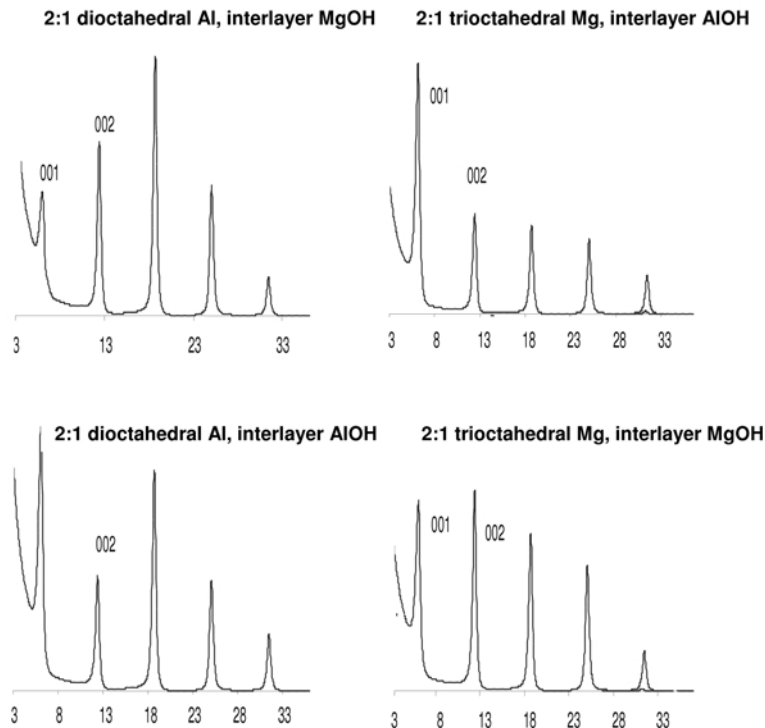 2:1 dioctahedral Al, interlayer MgOH
001
002
3 13 23 33
2:1 trioctahedral Mg, interlayer AlOH
001
002
3 8 13 18 23 28 33
2:1 dioctahedral Al, interlayer AlOH
002
3 8 13 18 23 28 33
2:1 trioctahedral Mg, interlayer MgOH
001 002
3 8 13 18 23 28 33